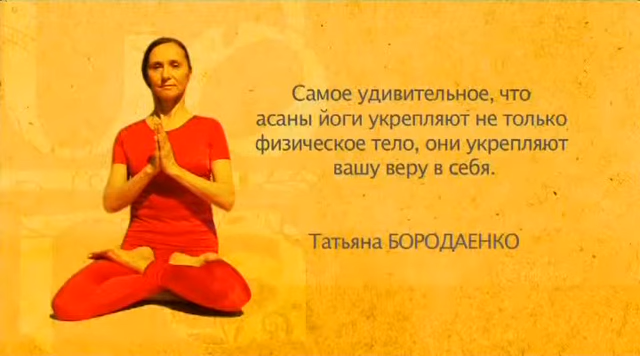 Самое удивительное, что
асаны йоги укрепляют не только
физическое тело, они укрепляют
вашу веру в себя.
Татьяна БОРОДАЕНКО